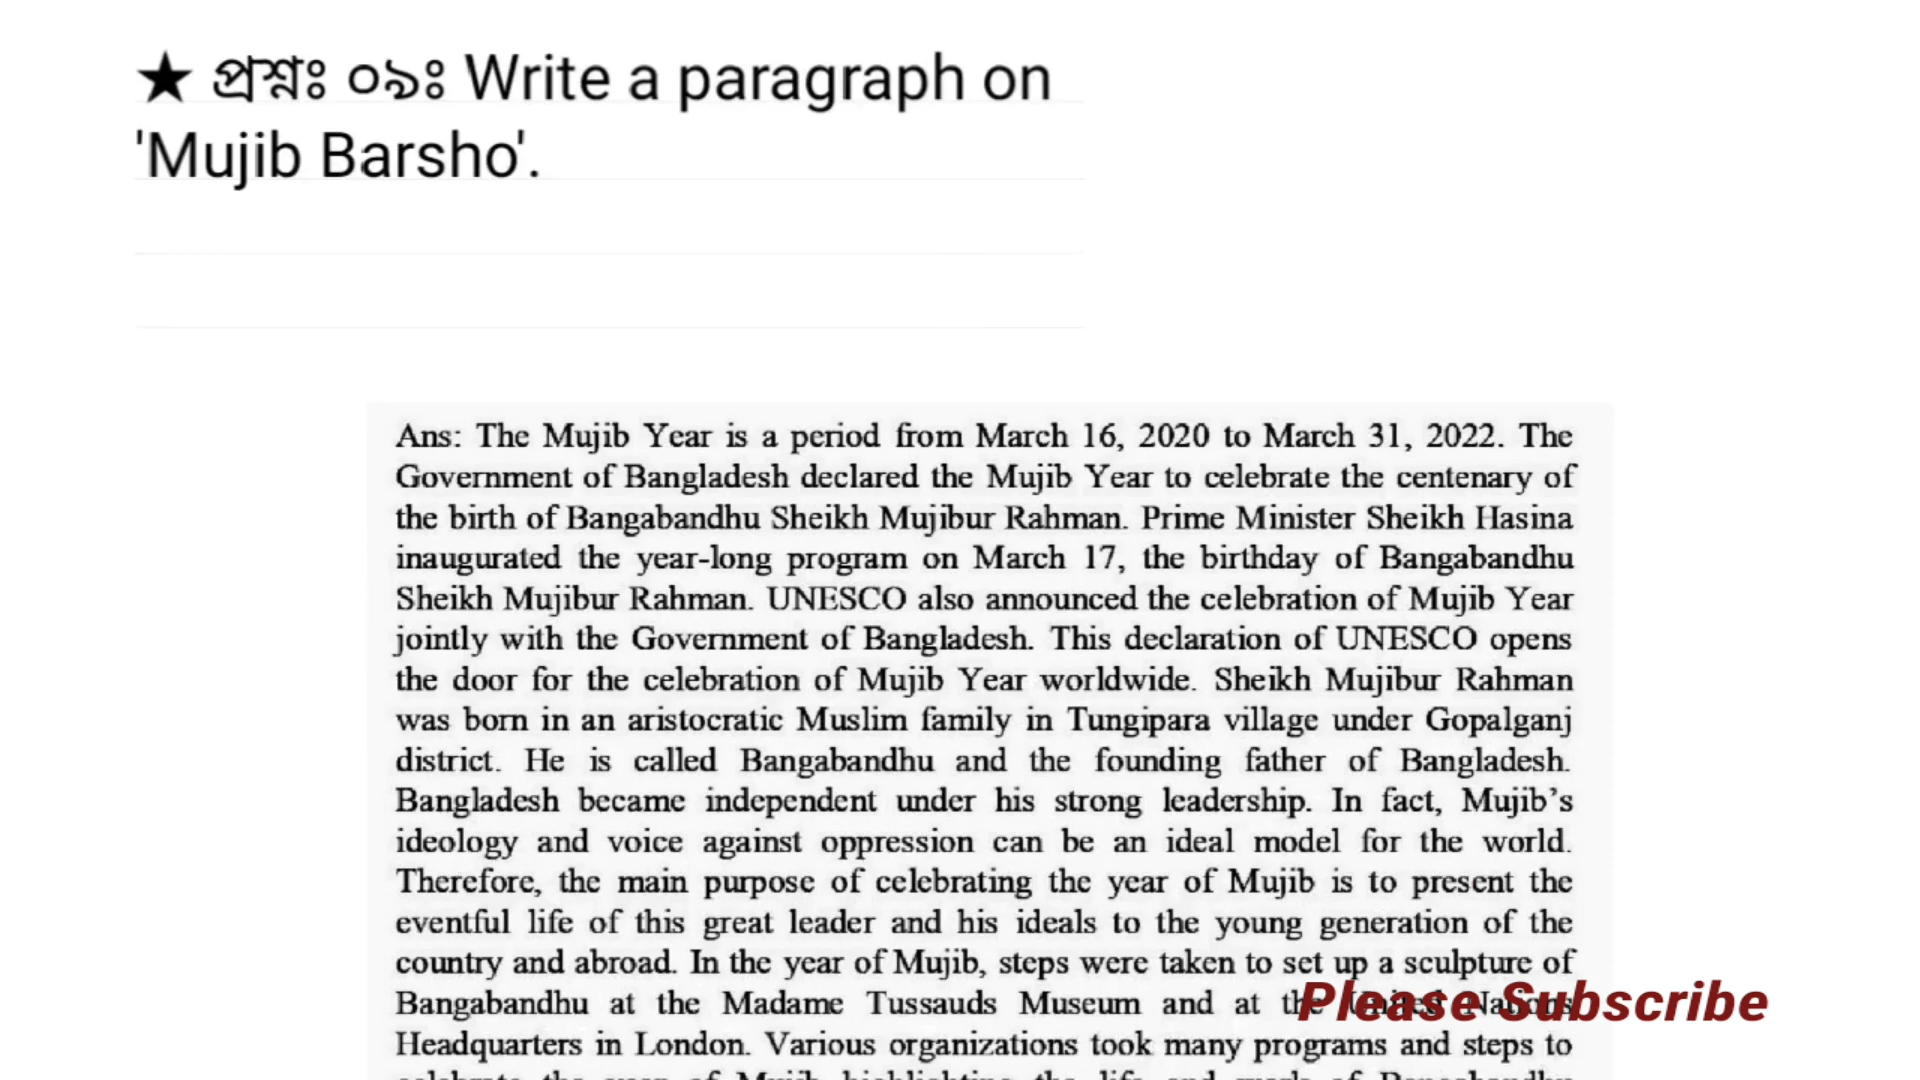 ★ প্রশ্নঃ ০৯ঃ Write a paragraph on
'Mujib Barsho'.
Ans: The Mujib Year is a period from March 16, 2020 to March 31, 2022. The
Government of Bangladesh declared the Mujib Year to celebrate the centenary of
the birth of Bangabandhu Sheikh Mujibur Rahman. Prime Minister Sheikh Hasina
inaugurated the year-long program on March 17, the birthday of Bangabandhu
Sheikh Mujibur Rahman. UNESCO also announced the celebration of Mujib Year
jointly with the Government of Bangladesh. This declaration of UNESCO opens
the door for the celebration of Mujib Year worldwide. Sheikh Mujibur Rahman
was born in an aristocratic Muslim family in Tungipara village under Gopalganj
district. He is called Bangabandhu and the founding father of Bangladesh.
Bangladesh became independent under his strong leadership. In fact, Mujib’s
ideology and voice against oppression can be an ideal model for the world.
Therefore, the main purpose of celebrating the year of Mujib is to present the
eventful life of this great leader and his ideals to the young generation of the
country and abroad. In the year of Mujib, steps were taken to set up a sculpture of
Bangabandhu at the Madame Tussauds Museum and at the United Nations
Please Subscribe
Headquarters in London. Various organizations took many programs and steps to